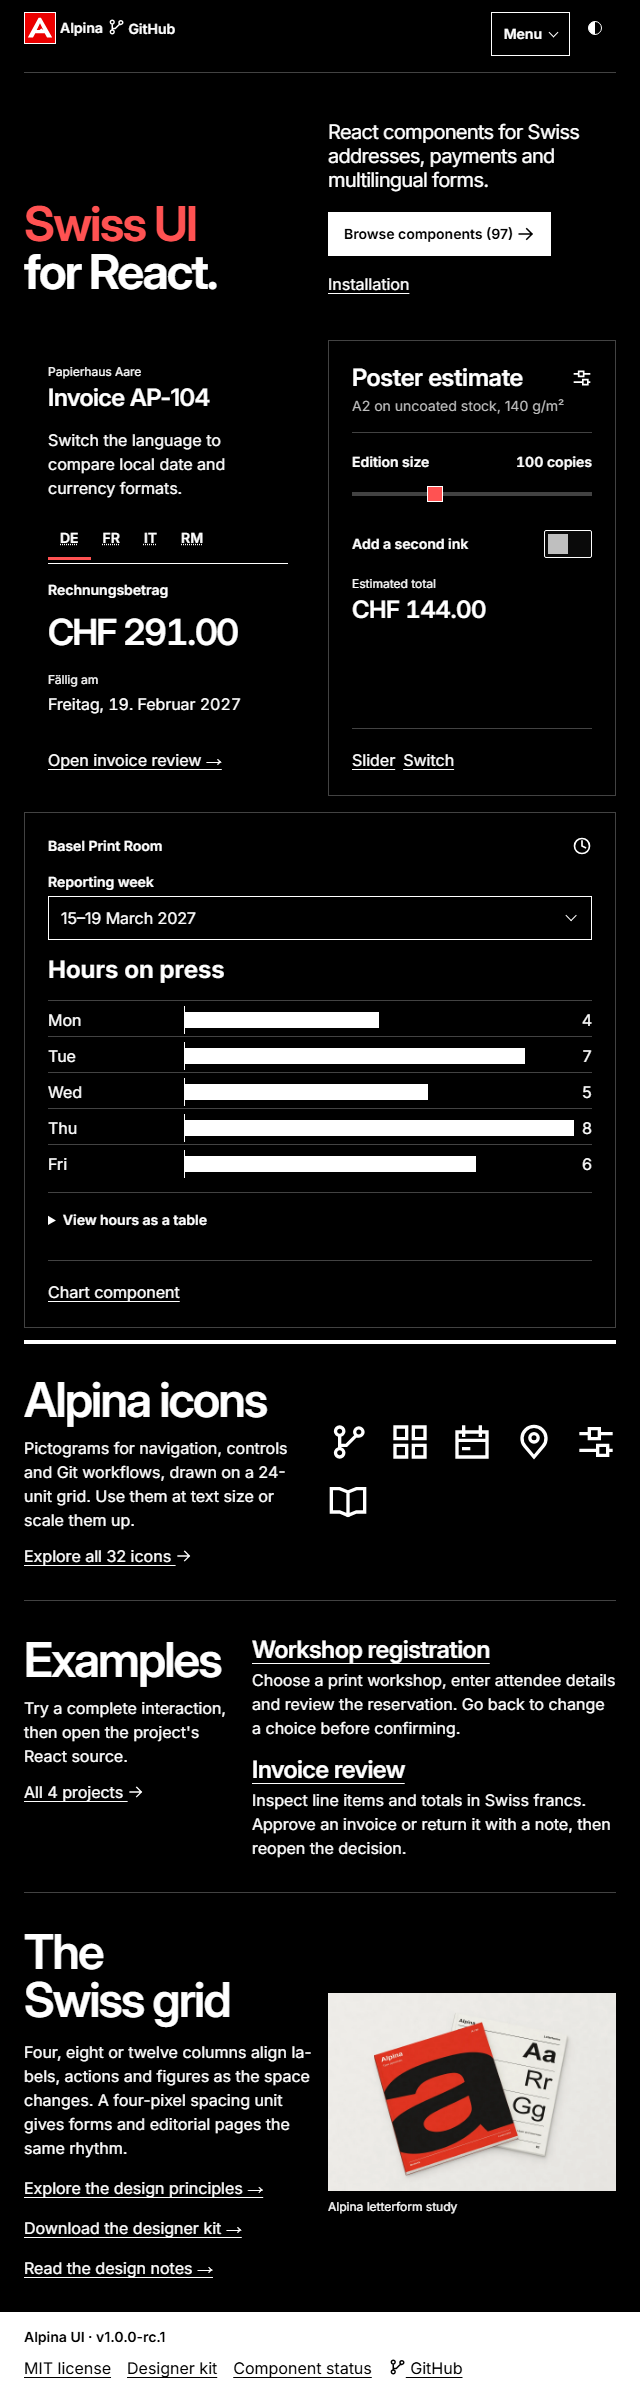 Alpina GitHub
Menu
React components for Swiss
addresses, payments and
multilingual forms.
Swiss UI
for React.
Browse components (97) →
Installation
Papierhaus Aare
Invoice AP-104
Switch the language to
compare local date and
currency formats.
DE FR IT RM
Rechnungsbetrag
CHF 291.00
Fällig am
Freitag, 19. Februar 2027
Open invoice review →
Poster estimate
A2 on uncoated stock, 140 g/m²
Edition size 100 copies
Add a second ink
Estimated total
CHF 144.00
Slider Switch
Basel Print Room
Reporting week
15–19 March 2027
Hours on press
Mon 4
Tue 7
Wed 5
Thu 8
Fri 6
View hours as a table
Chart component
Alpina icons
Pictograms for navigation, controls
and Git workflows, drawn on a 24-
unit grid. Use them at text size or
scale them up.
Explore all 32 icons →
Examples
Try a complete interaction,
then open the project's
React source.
All 4 projects →
Workshop registration
Choose a print workshop, enter attendee details
and review the reservation. Go back to change
a choice before confirming.
Invoice review
Inspect line items and totals in Swiss francs.
Approve an invoice or return it with a note, then
reopen the decision.
The
Swiss grid
Four, eight or twelve columns align la-
bels, actions and figures as the space
changes. A four-pixel spacing unit
gives forms and editorial pages the
same rhythm.
Explore the design principles →
Download the designer kit →
Read the design notes →
Alpina
a
Alpina
Aa
Rr
Gg
Alpina letterform study
Alpina UI · v1.0.0-rc.1
MIT license Designer kit Component status GitHub